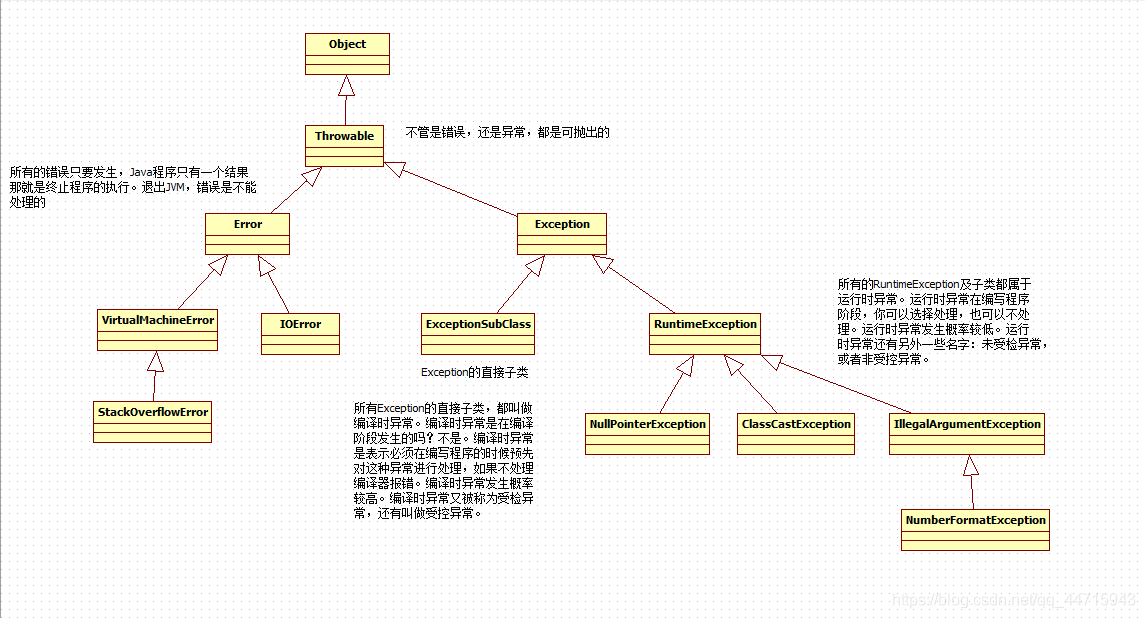 Object
Throwable
不管是错误，还是异常，都是可抛出的
所有的错误只要发生，Java程序只有一个结果
那就是终止程序的执行。退出JVM，错误是不能
处理的
Error
Exception
所有的RuntimeException及子类都属于
运行时异常。运行时异常在编写程序
阶段，你可以选择处理，也可以不处
理。运行时异常发生概率较低。运行
时异常还有另外一些名字：未受检异常，
或者非受控异常。
VirtualMachineError
IOError
ExceptionSubClass
RuntimeException
Exception的直接子类
所有Exception的直接子类，都叫做
编译时异常。编译时异常是在编译
阶段发生的吗？不是。编译时异常
是表示必须在编写程序的时候预先
对这种异常进行处理，如果不处理
编译器报错。编译时异常发生概率
较高。编译时异常又被称为受检异
常，还有叫做受控异常。
StackOverflowError
NullPointerException
ClassCastException
IllegalArgumentException
NumberFormatException
https://blog.csdn.net/qq_44715943